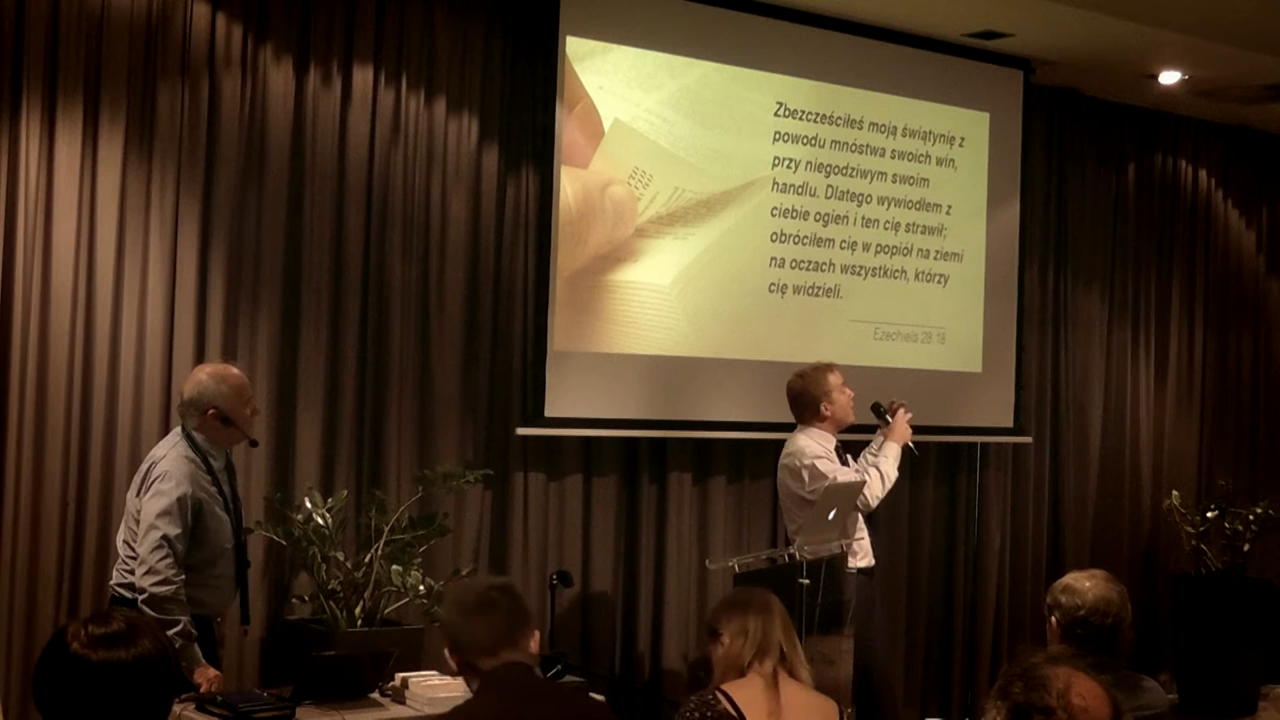 Zbezcześciłeś moją świątynię z
powodu mnóstwa swoich win,
przy niegodziwym swoim
handlu. Dlatego wywiodłem z
ciebie ogień i ten cię strawił;
obróciłem cię w popiół na ziemi
na oczach wszystkich, którzy
cię widzieli.
Ezechiela 28:18